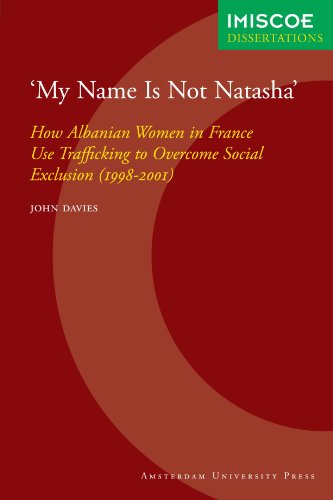 IMISCOE
DISSERTATIONS
‘My Name Is Not Natasha’
How Albanian Women in France
Use Trafficking to Overcome Social
Exclusion (1998-2001)
JOHN DAVIES
AMSTERDAM UNIVERSITY PRESS